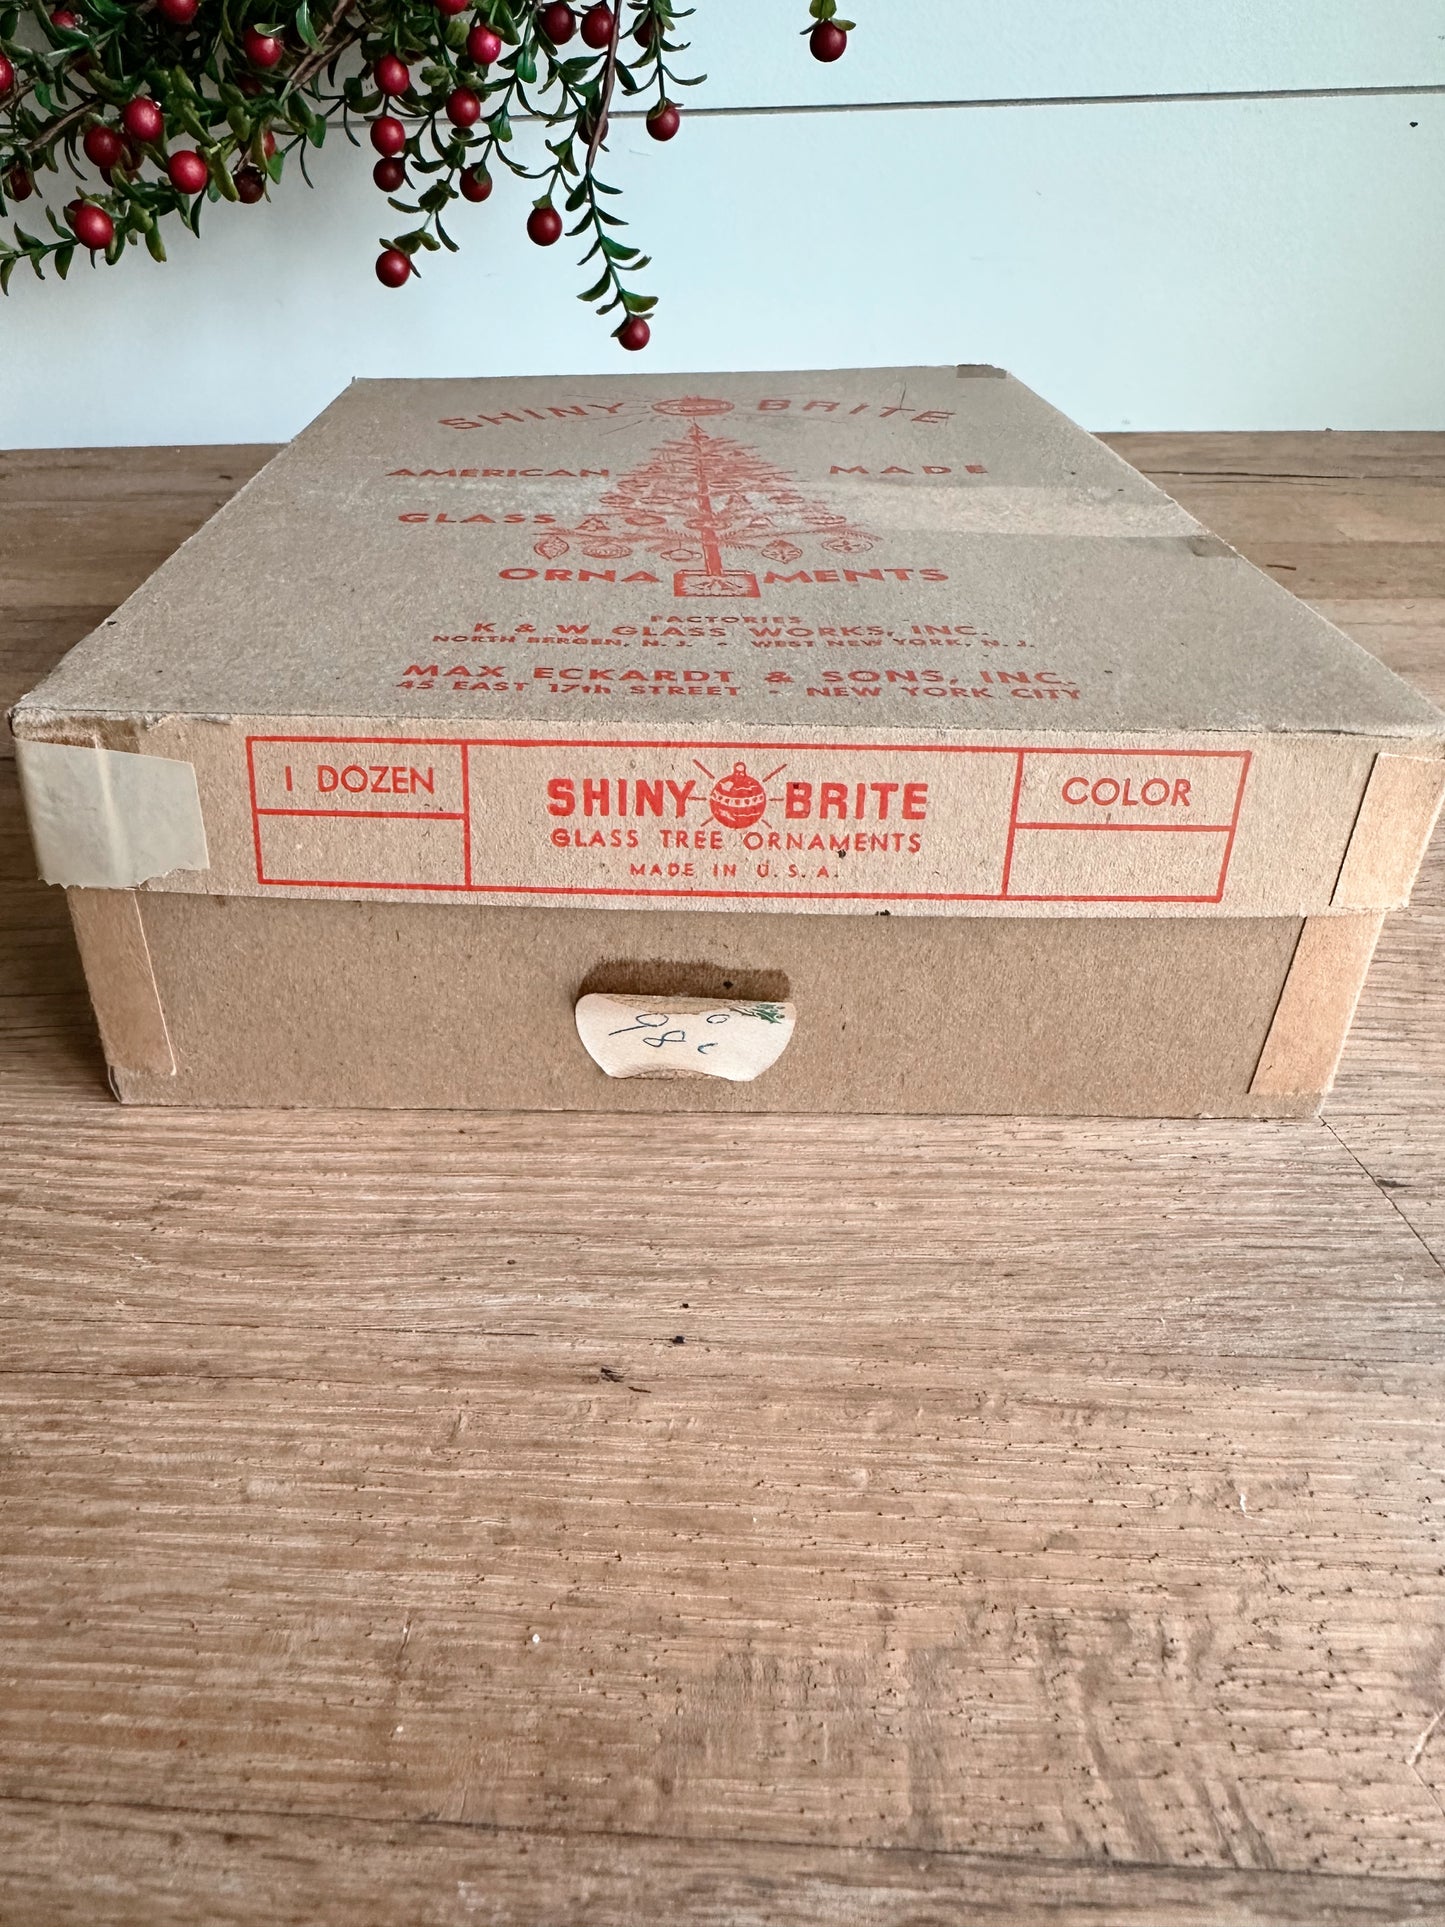 SHINY BRITE
AMERICAN MADE
GLASS
ORNAMENTS
FACTORIES
K & W GLASS WORKS, INC.
NORTH BERGEN, N. J. - WEST NEW YORK, N. J.
MAX ECKARDT & SONS, INC.
45 EAST 17th STREET - NEW YORK CITY
1 DOZEN
SHINY BRITE
GLASS TREE ORNAMENTS
MADE IN U. S. A.
COLOR